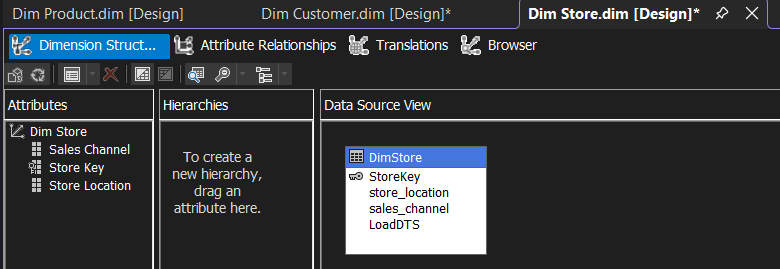 Dim Product.dim [Design] Dim Customer.dim [Design]* Dim Store.dim [Design]*
Dimension Struct... Attribute Relationships Translations Browser
Attributes Hierarchies Data Source View
Dim Store
Sales Channel
Store Key
Store Location
To create a
new hierarchy,
drag an
attribute here.
DimStore
StoreKey
store_location
sales_channel
LoadDTS